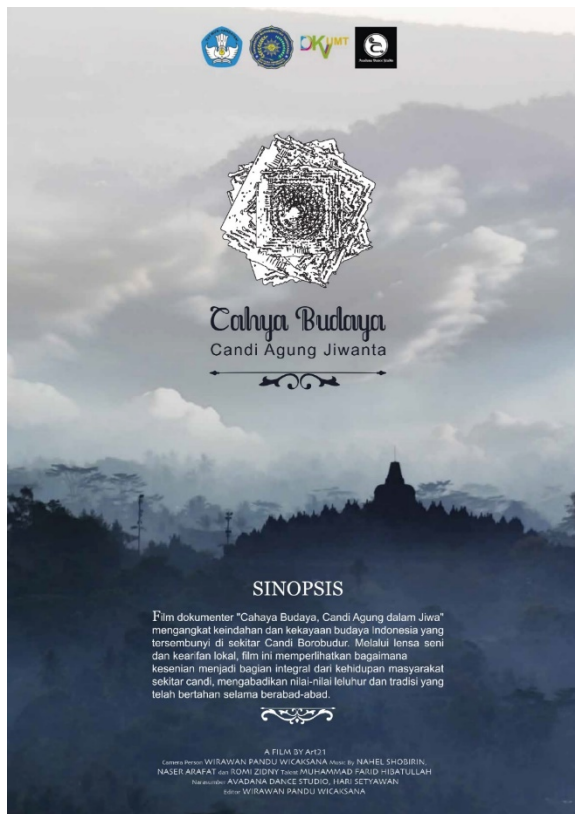 DKV UMT
Cahya Budaya
Candi Agung Jiwanta
SINOPSIS
Film dokumenter "Cahaya Budaya, Candi Agung dalam Jiwa"
mengangkat keindahan dan kekayaan budaya Indonesia yang
tersembunyi di sekitar Candi Borobudur. Melalui lensa seni
dan kearifan lokal, film ini memperlihatkan bagaimana
kesenian menjadi bagian integral dari kehidupan masyarakat
sekitar candi, mengabadikan nilai-nilai leluhur dan tradisi yang
telah bertahan selama berabad-abad.
A FILM BY Art21
Camera Person WIRAWAN PANDU WICAKSANA Music By NAHEL SHOBIRIN,
NASER ARAFAT dan ROMI ZIDNY Talent MUHAMMAD FARID HIBATULLAH
Narasumber AVADANA DANCE STUDIO, HARI SETYAWAN
Editor WIRAWAN PANDU WICAKSANA